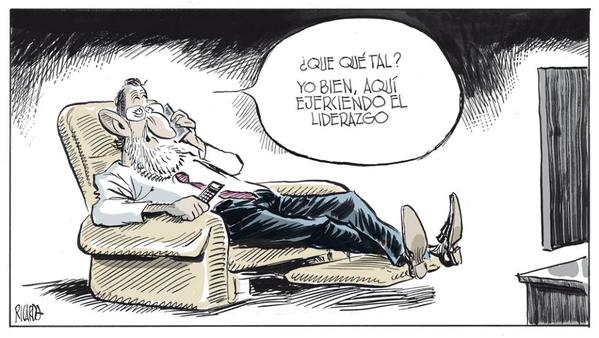 ¿QUE QUÉ TAL?
YO BIEN, AQUÍ
EJERCIENDO EL
LIDERAZGO
RICARDO